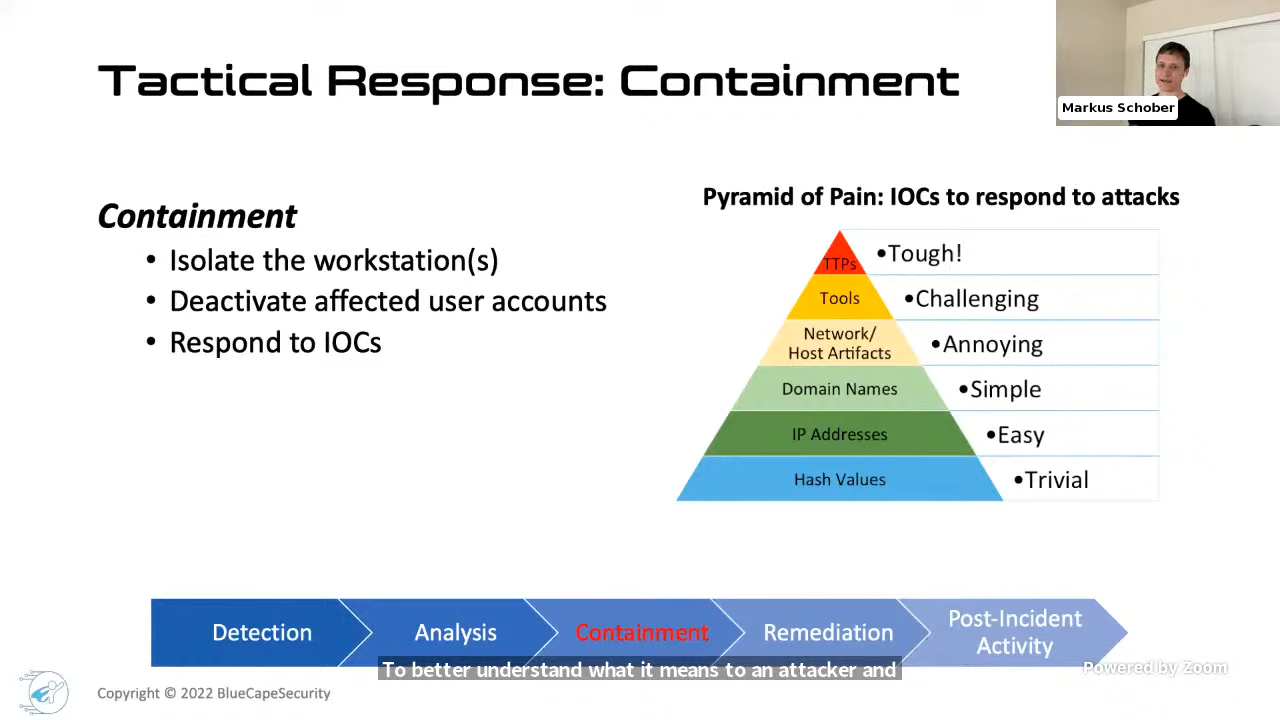 Tactical Response: Containment
Markus Schober
Containment
• Isolate the workstation(s)
• Deactivate affected user accounts
• Respond to IOCs
Pyramid of Pain: IOCs to respond to attacks
TTPs
•Tough!
Tools
•Challenging
Network/
Host Artifacts
•Annoying
Domain Names
•Simple
IP Addresses
•Easy
Hash Values
•Trivial
Detection
Analysis
Containment
Remediation
Post-Incident
Activity
To better understand what it means to an attacker and
Powered by Zoom
Copyright © 2022 BlueCapeSecurity